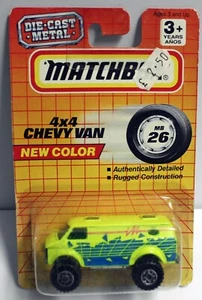 DIE-CAST METAL
Ages 3 and Up
3+
YEARS
AÑOS
MATCHBOX
£2.50
4x4
CHEVY VAN
NEW COLOR
MB
26
• Authentically Detailed
• Rugged Construction